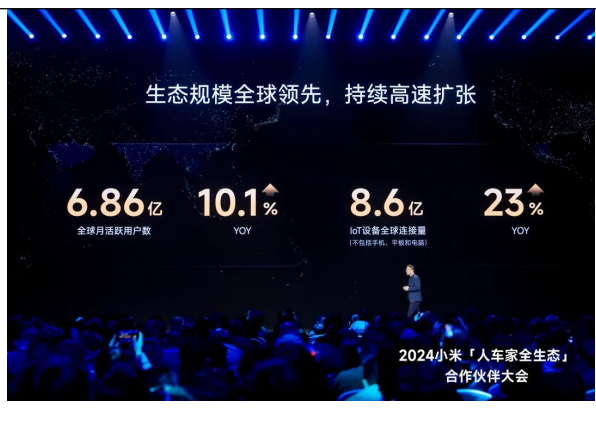 生态规模全球领先，持续高速扩张
6.86亿
10.1%
8.6亿
23%
全球月活跃用户数
YOY
IoT设备全球连接量
YOY
(不包括手机、平板和电脑)
2024小米「人车家全生态」
合作伙伴大会